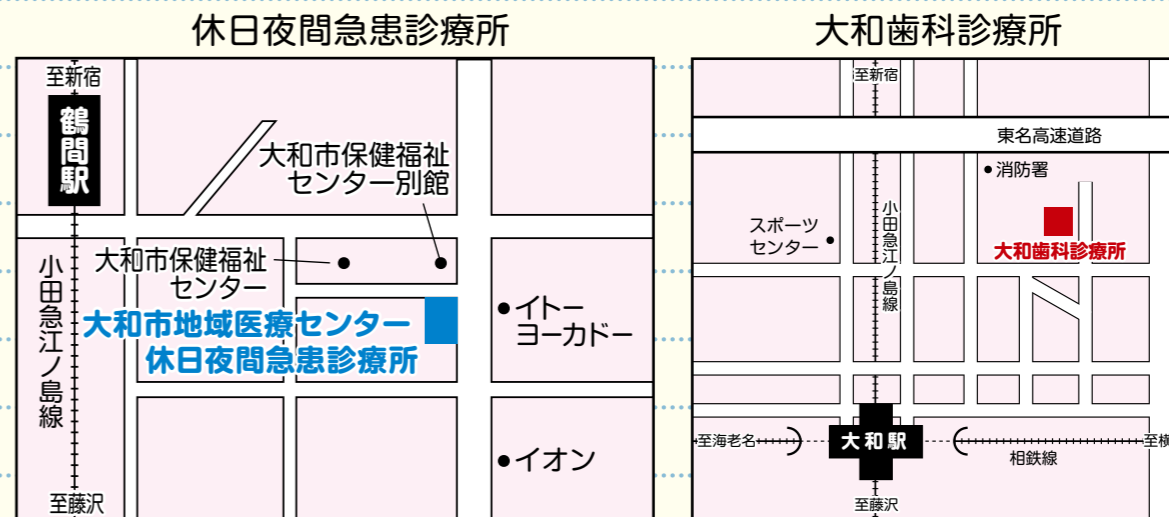 休日夜間急患診療所
至新宿
鶴間駅
大和市保健福祉
センター別館
大和市保健福祉
センター
小田急江ノ島線
大和市地域医療センター
休日夜間急患診療所
イトー
ヨーカドー
イオン
至藤沢
大和歯科診療所
至新宿
東名高速道路
消防署
スポーツ
センター
小田急江ノ島線
大和歯科診療所
至海老名
大和駅
相鉄線
至横
至藤沢